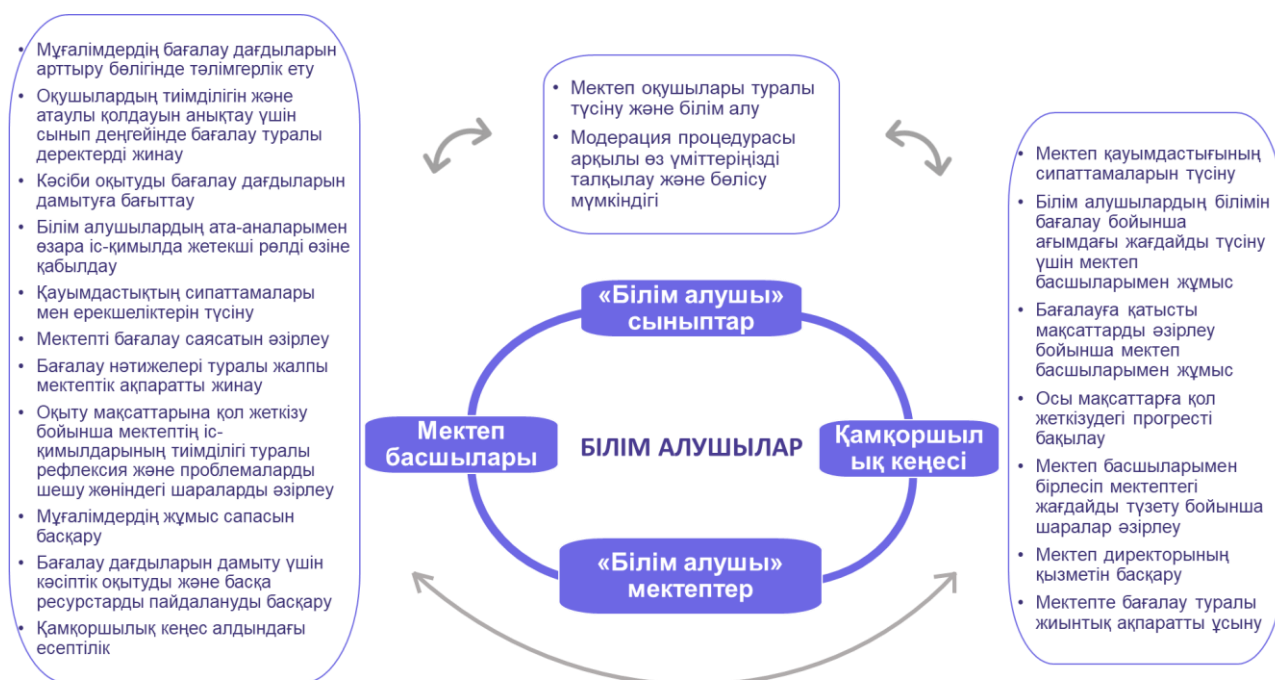 • Мұғалімдердің бағалау дағдыларын
арттыру бөлігінде тәлімгерлік ету
• Оқушылардың тиімділігін және
атаулы қолдауын анықтау үшін
сынып деңгейінде бағалау туралы
деректерді жинау
• Кәсіби оқытуды бағалау дағдыларын
дамытуға бағыттау
• Білім алушылардың ата-аналарымен
өзара іс-қимылда жетекші рөлді өзіне
қабылдау
• Қауымдастықтың сипаттамалары
мен ерекшеліктерін түсіну
• Мектепті бағалау саясатын әзірлеу
• Бағалау нәтижелері туралы жалпы
мектептік ақпаратты жинау
• Оқыту мақсаттарына қол жеткізу
бойынша мектептің іс-
қимылдарының тиімділігі туралы
рефлексия және проблемаларды
шешу жөніндегі шараларды әзірлеу
• Мұғалімдердің жұмыс сапасын
басқару
• Бағалау дағдыларын дамыту үшін
кәсіптік оқытуды және басқа
ресурстарды пайдалануды басқару
• Қамқоршылық кеңес алдындағы
есептілік
• Мектеп оқушылары туралы
түсіну және білім алу
• Модерация процедурасы
арқылы өз үміттеріңізді
талқылау және бөлісу
мүмкіндігі
«Білім алушы»
сыныптар
Мектеп
басшылары
БІЛІМ АЛУШЫЛАР
Қамқоршыл
ық кеңесі
«Білім алушы»
мектептер
• Мектеп қауымдастығының
сипаттамаларын түсіну
• Білім алушылардың білімін
бағалау бойынша
ағымдағы жағдайды түсіну
үшін мектеп
басшыларымен жұмыс
• Бағалауға қатысты
мақсаттарды әзірлеу
бойынша мектеп
басшыларымен жұмыс
• Осы мақсаттарға қол
жеткізудегі прогресті
бақылау
• Мектеп басшыларымен
бірлесіп мектептегі
жағдайды түзету бойынша
шаралар әзірлеу
• Мектеп директорының
қызметін басқару
• Мектепте бағалау туралы
жиынтық ақпаратты ұсыну